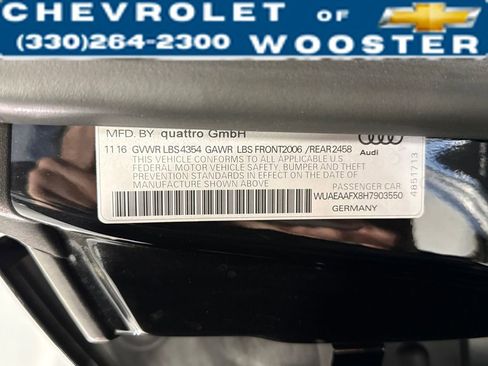 CHEVROLET OF WOOSTER
(330)264-2300
MFD. BY quattro GmbH
11 16 GVWR LBS 4354 GAWR LBS FRONT2006 /REAR 2458
THIS VEHICLE CONFORMS TO ALL APPLICABLE U.S.
FEDERAL MOTOR VEHICLE SAFETY, BUMPER AND THEFT
PREVENTION STANDARDS IN EFFECT ON THE DATE OF
MANUFACTURE SHOWN ABOVE.
Audi
PASSENGER CAR
WUAEAAFX8H7903550
GERMANY
4851713